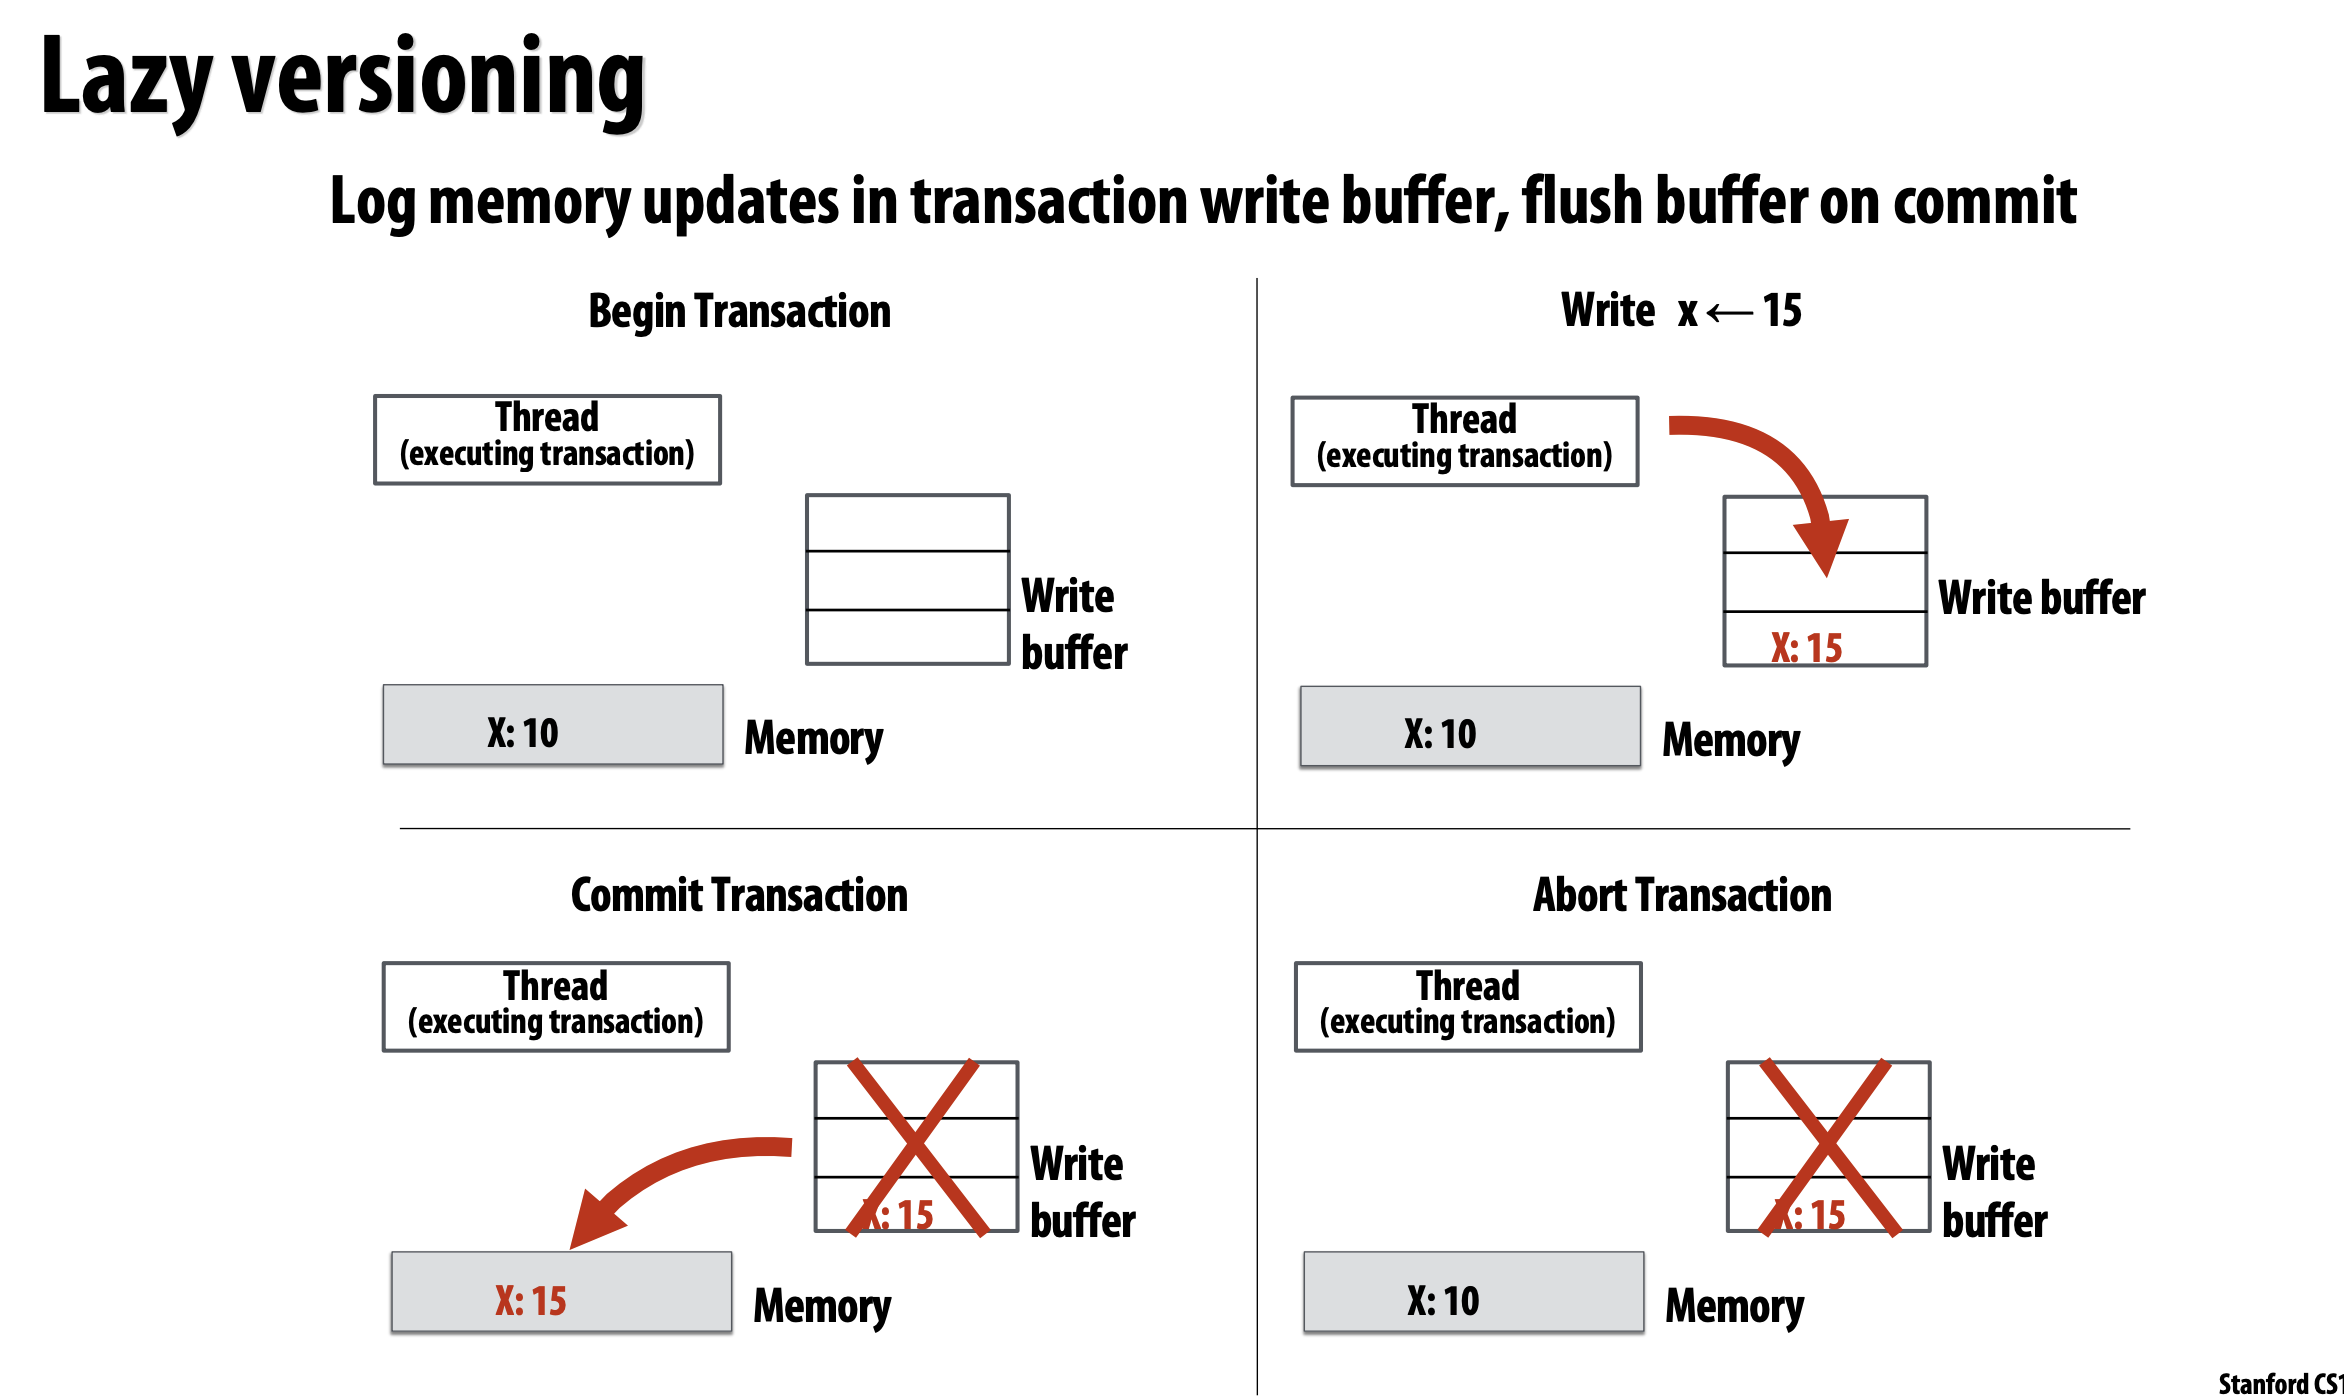 Lazy versioning
Log memory updates in transaction write buffer, flush buffer on commit
Begin Transaction
Thread
(executing transaction)
Write
buffer
X: 10
Memory
Write x ← 15
Thread
(executing transaction)
Write buffer
X: 15
X: 10
Memory
Commit Transaction
Thread
(executing transaction)
Write
buffer
X: 15
X: 15
Memory
Abort Transaction
Thread
(executing transaction)
Write
buffer
X: 15
X: 10
Memory
Stanford CS1